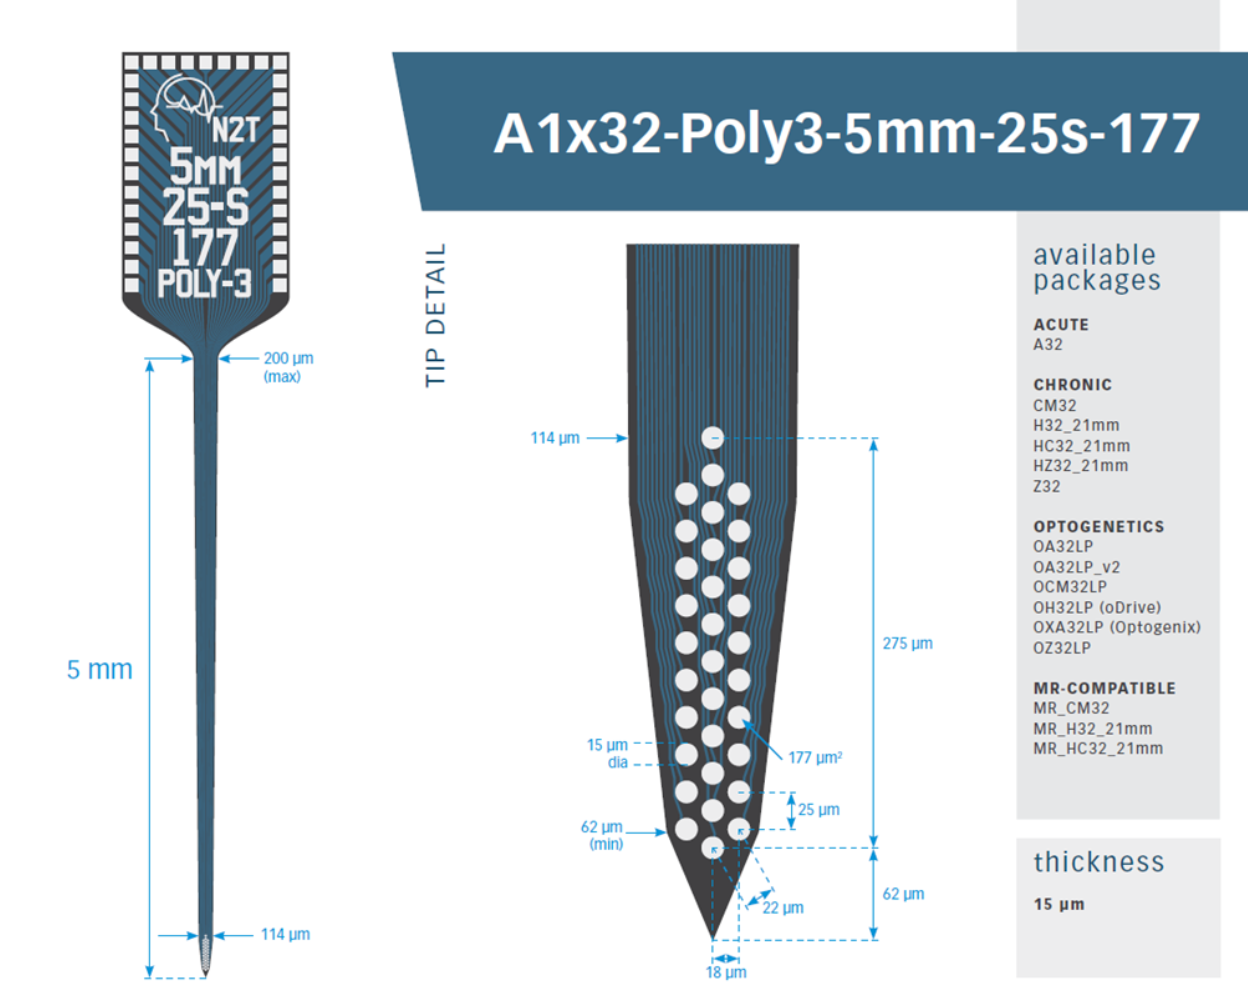 N2T
5MM
25-S
177
POLY-3
200 µm
(max)
5 mm
114 µm
A1x32-Poly3-5mm-25s-177
TIP DETAIL
114 µm
275 µm
15 µm
dia
177 µm²
25 µm
62 µm
(min)
62 µm
22 µm
18 µm
available
packages
ACUTE
A32
CHRONIC
CM32
H32_21mm
HC32_21mm
HZ32_21mm
Z32
OPTOGENETICS
OA32LP
OA32LP_v2
OCM32LP
OH32LP (oDrive)
OXA32LP (Optogenix)
OZ32LP
MR-COMPATIBLE
MR_CM32
MR_H32_21mm
MR_HC32_21mm
thickness
15 µm